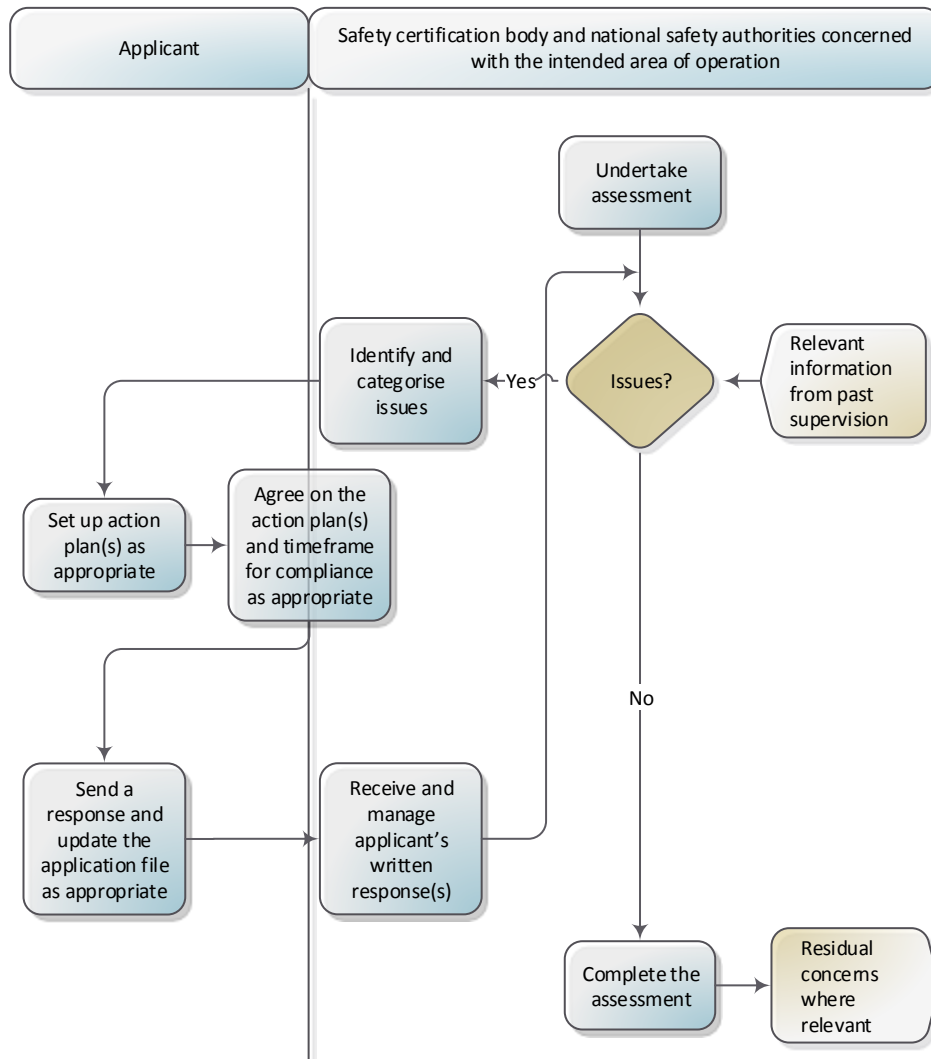 Applicant
Safety certification body and national safety authorities concerned
with the intended area of operation
Undertake
assessment
Issues?
Relevant
information
from past
supervision
Yes
Identify and
categorise
issues
Set up action
plan(s) as
appropriate
Agree on the
action plan(s)
and timeframe
for compliance
as appropriate
Send a
response and
update the
application file
as appropriate
Receive and
manage
applicant’s
written
response(s)
No
Complete the
assessment
Residual
concerns
where
relevant